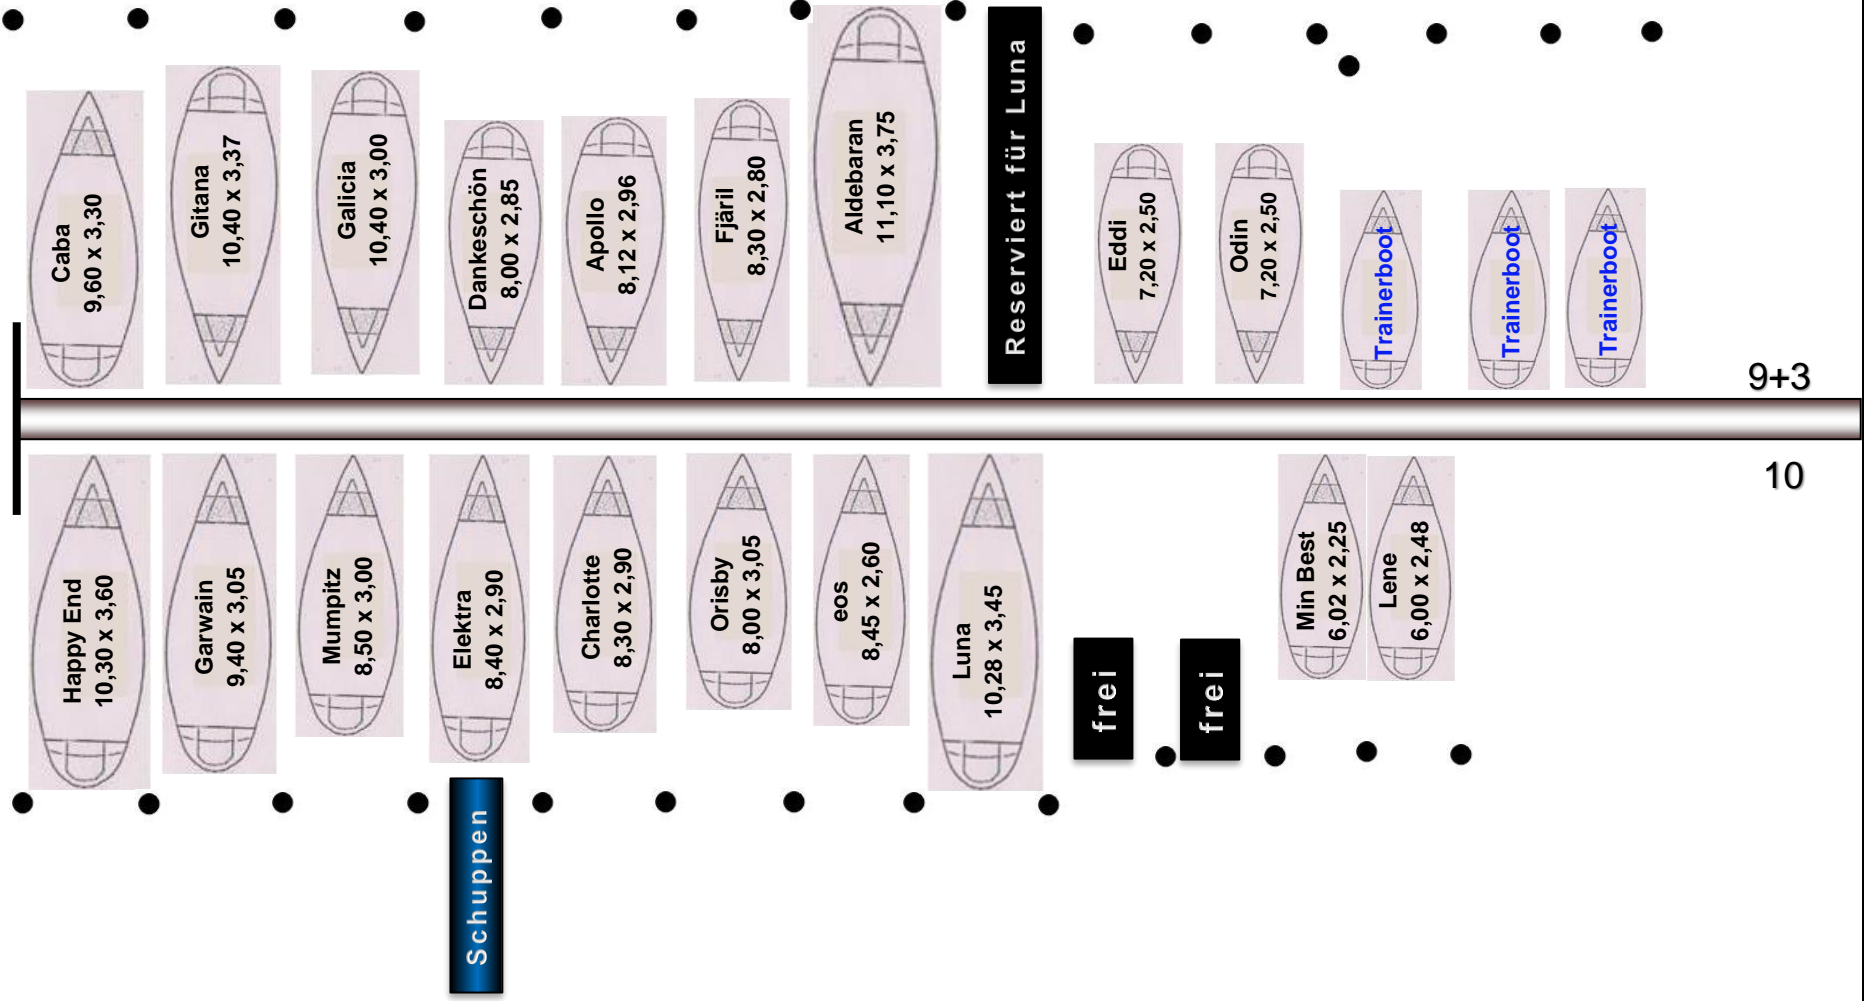 Caba
9,60 x 3,30
Gitana
10,40 x 3,37
Galicia
10,40 x 3,00
Dankeschön
8,00 x 2,85
Apollo
8,12 x 2,96
Fjäril
8,30 x 2,80
Aldebaran
11,10 x 3,75
Reserviert für Luna
Eddi
7,20 x 2,50
Odin
7,20 x 2,50
Trainerboot
Trainerboot
Trainerboot
9+3
10
Happy End
10,30 x 3,60
Garwain
9,40 x 3,05
Mumpitz
8,50 x 3,00
Elektra
8,40 x 2,90
Charlotte
8,30 x 2,90
Orisby
8,00 x 3,05
eos
8,45 x 2,60
Luna
10,28 x 3,45
frei
frei
Min Best
6,02 x 2,25
Lene
6,00 x 2,48
Schuppen